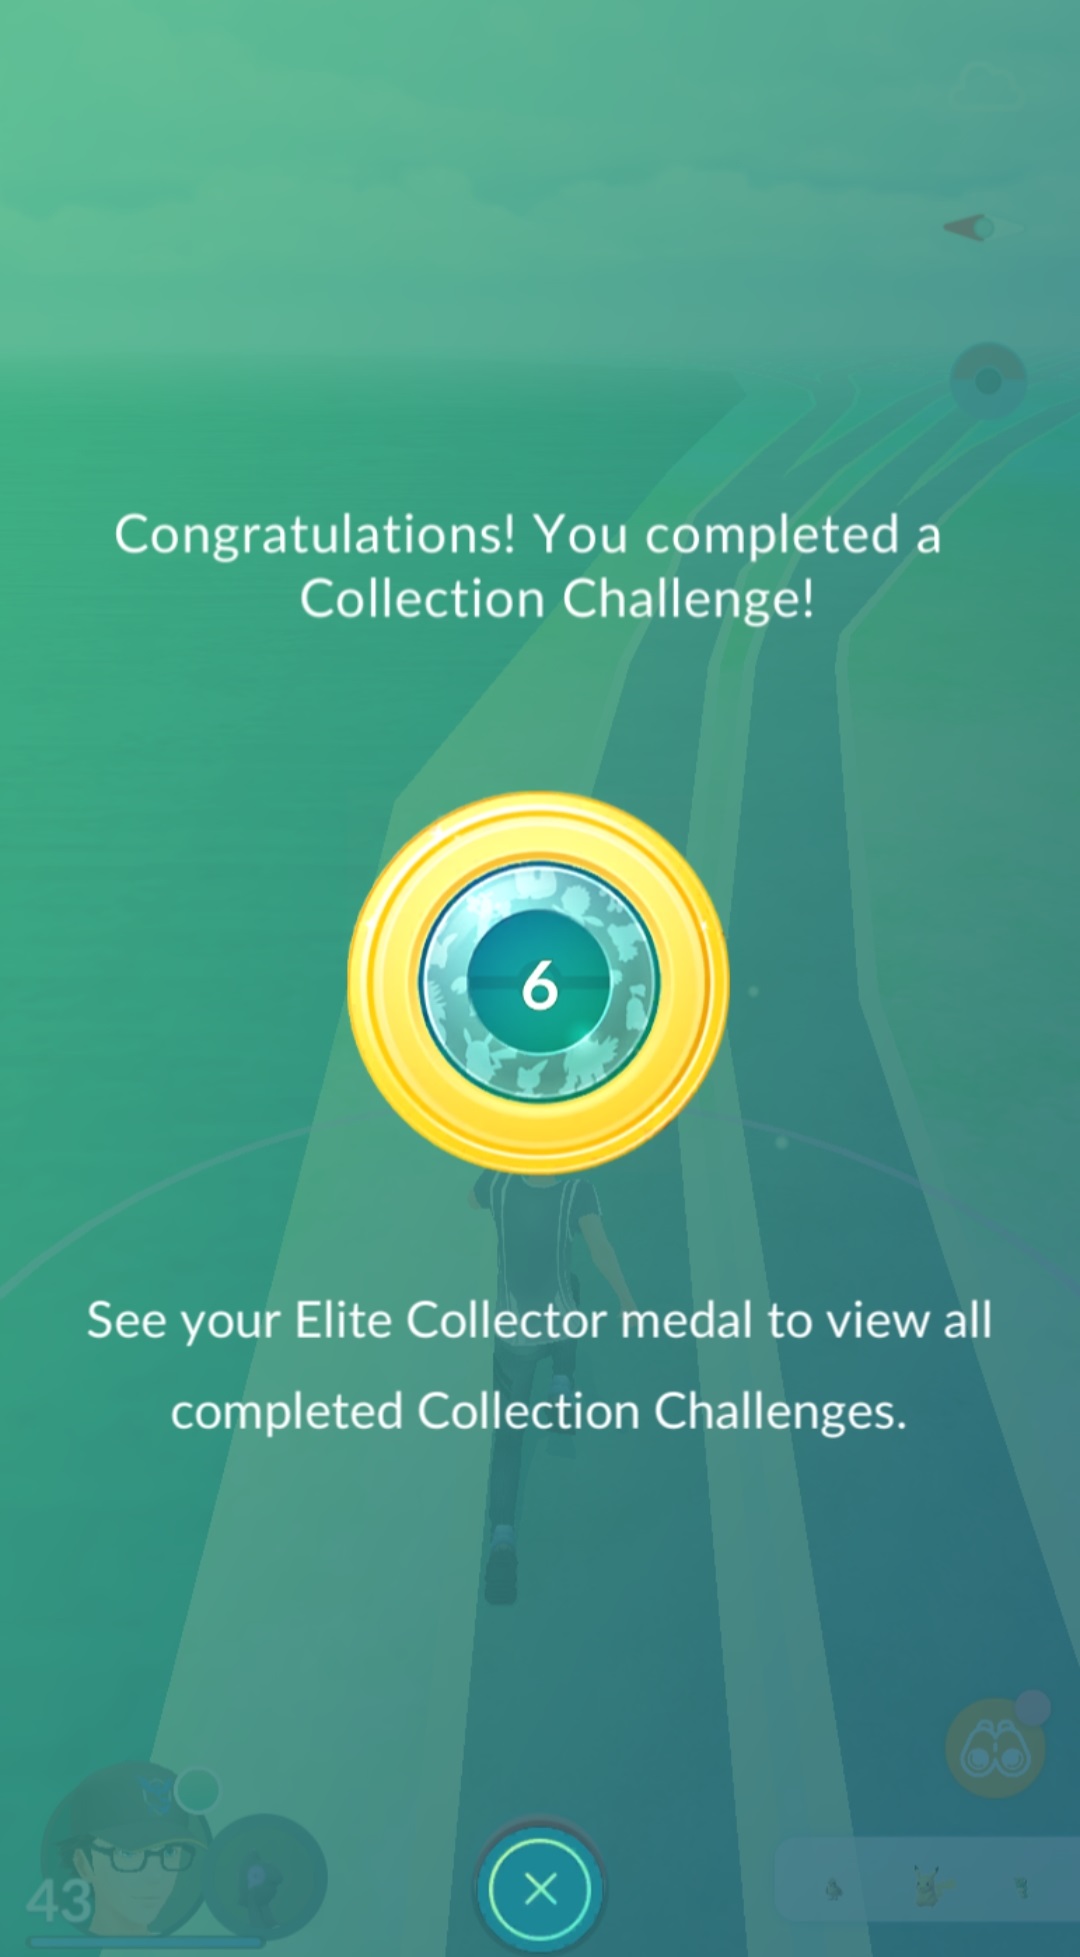 Congratulations! You completed a
Collection Challenge!
6
See your Elite Collector medal to view all
completed Collection Challenges.
43